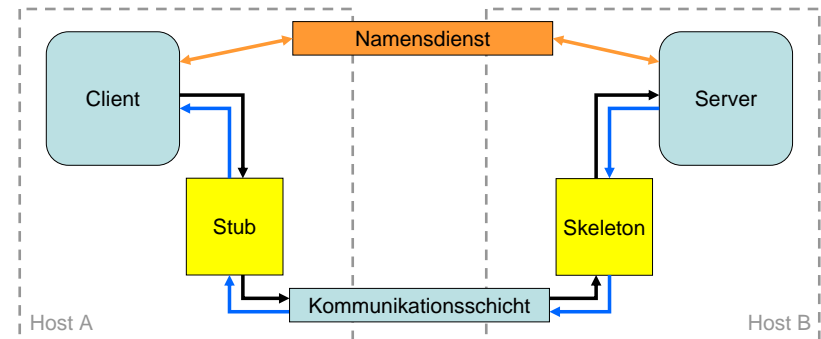 Namensdienst
Client
Server
Stub
Skeleton
Kommunikationsschicht
Host A
Host B